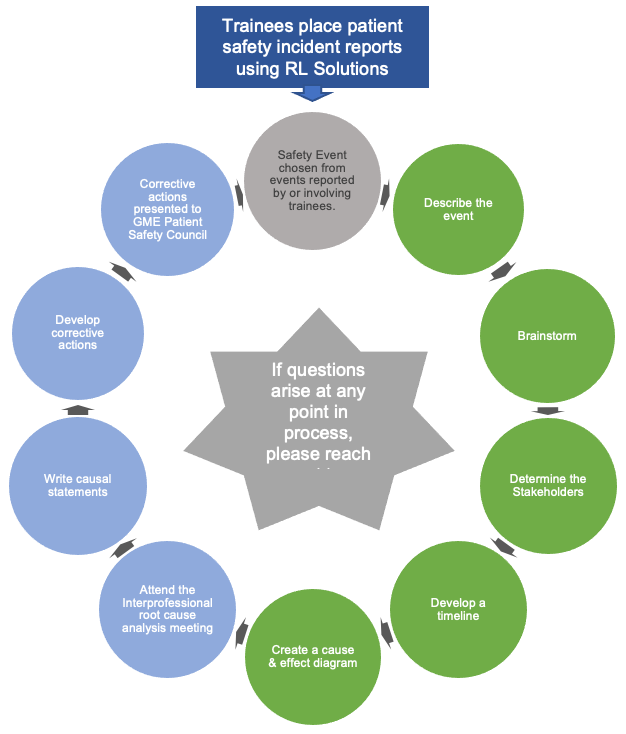 Trainees place patient
safety incident reports
using RL Solutions
Safety Event
chosen from
events reported
by or involving
trainees.
Describe the
event
Brainstorm
Determine the
Stakeholders
Develop a
timeline
Create a cause
& effect diagram
Attend the
Interprofessional
root cause
analysis meeting
Write causal
statements
Develop
corrective
actions
Corrective
actions
presented to
GME Patient
Safety Council
If questions
arise at any
point in
process,
please reach